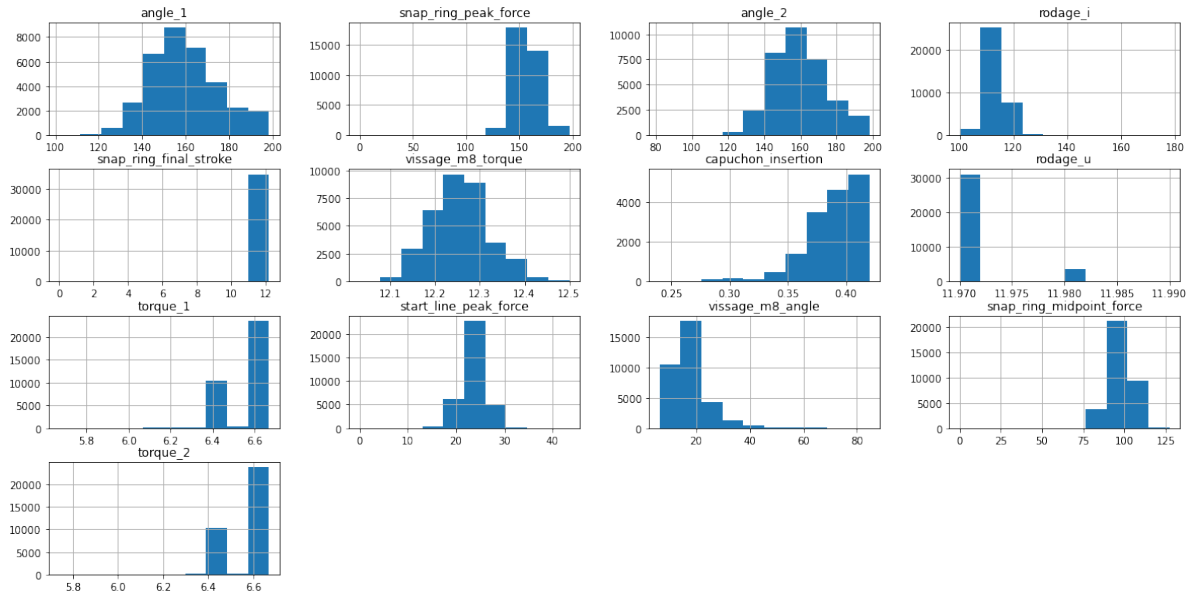 angle_1
8000
6000
4000
2000
0
100 120 140 160 180 200
snap_ring_peak_force
15000
10000
5000
0
0 50 100 150 200
angle_2
10000
7500
5000
2500
0
80 100 120 140 160 180 200
rodage_i
20000
10000
0
100 120 140 160 180
snap_ring_final_stroke
30000
20000
10000
0
0 2 4 6 8 10 12
vissage_m8_torque
10000
7500
5000
2500
0
12.1 12.2 12.3 12.4 12.5
capuchon_insertion
4000
2000
0
0.25 0.30 0.35 0.40
rodage_u
30000
20000
10000
0
11.970 11.975 11.980 11.985 11.990
torque_1
20000
15000
10000
5000
0
5.8 6.0 6.2 6.4 6.6
start_line_peak_force
20000
15000
10000
5000
0
0 10 20 30 40
vissage_m8_angle
15000
10000
5000
0
20 40 60 80
snap_ring_midpoint_force
20000
15000
10000
5000
0
0 25 50 75 100 125
torque_2
20000
15000
10000
5000
0
5.8 6.0 6.2 6.4 6.6